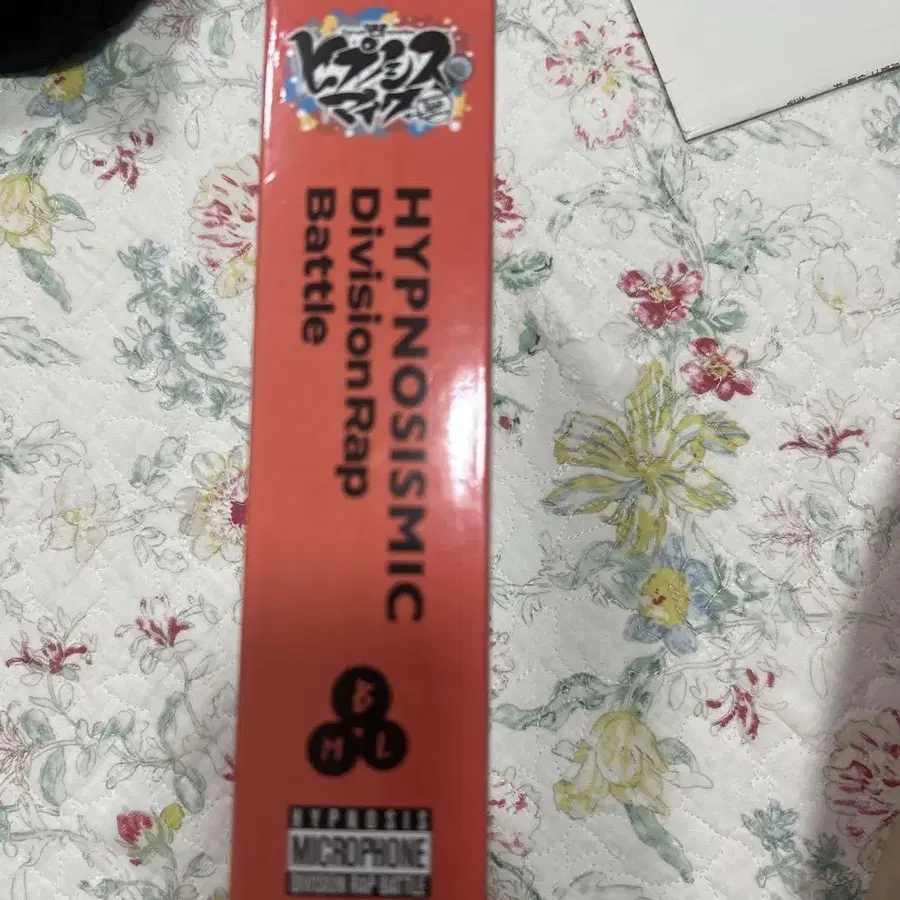 ヒプノシス
マイク
HYPNOSISMIC
DivisionRap
Battle
M
L
HYPNOSIS
MICROPHONE
DIVISION RAP BATTLE